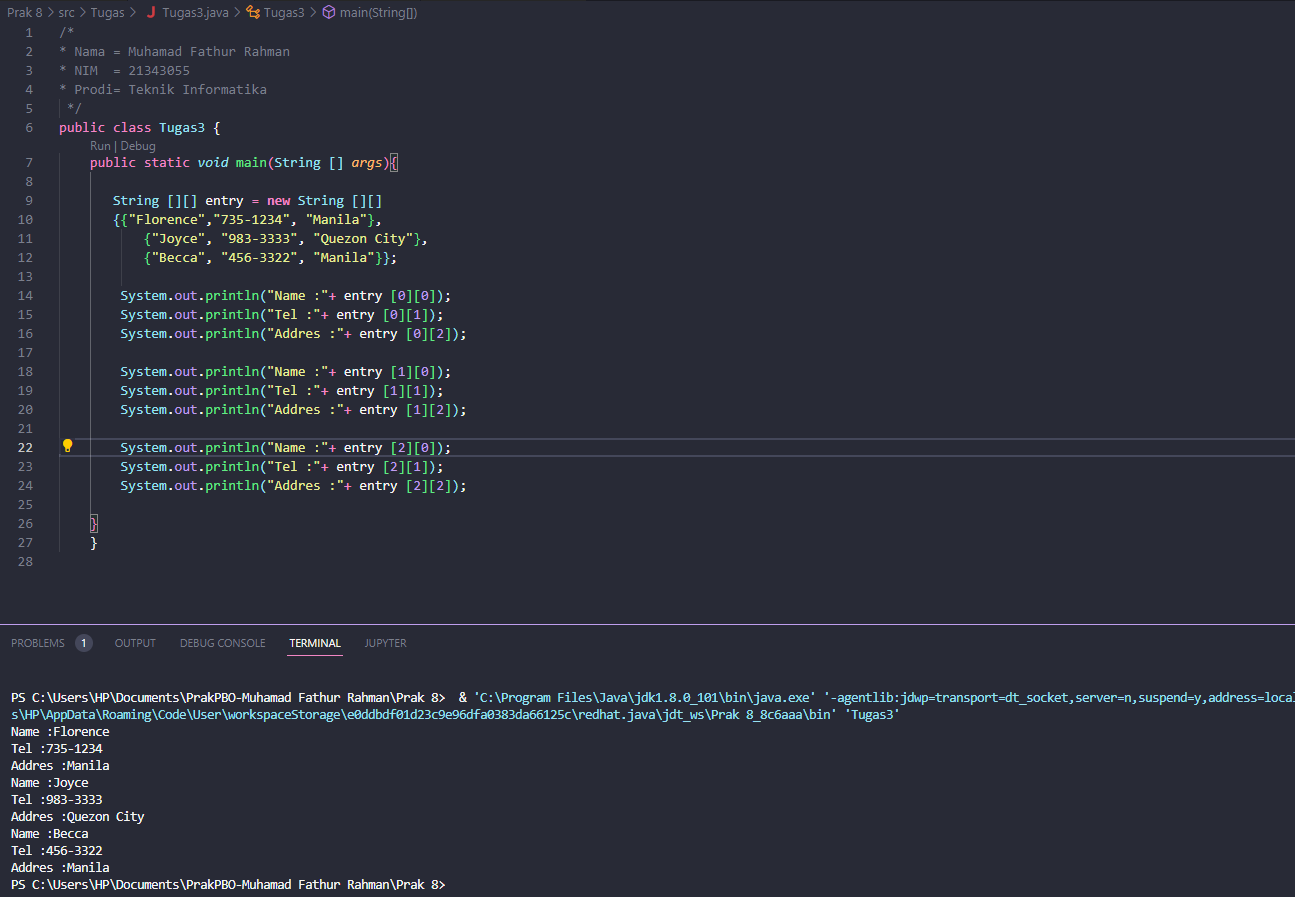 Prak 8 > src > Tugas > J Tugas3.java > Tugas3 > main(String[])
1 /*
2 * Nama = Muhamad Fathur Rahman
3 * NIM  = 21343055
4 * Prodi= Teknik Informatika
5  */
6 public class Tugas3 {
Run | Debug
7     public static void main(String [] args){
8
9        String [][] entry = new String [][]
10        {{"Florence","735-1234", "Manila"},
11            {"Joyce", "983-3333", "Quezon City"},
12            {"Becca", "456-3322", "Manila"}};
13
14         System.out.println("Name :"+ entry [0][0]);
15         System.out.println("Tel :"+ entry [0][1]);
16         System.out.println("Addres :"+ entry [0][2]);
17
18         System.out.println("Name :"+ entry [1][0]);
19         System.out.println("Tel :"+ entry [1][1]);
20         System.out.println("Addres :"+ entry [1][2]);
21
22         System.out.println("Name :"+ entry [2][0]);
23         System.out.println("Tel :"+ entry [2][1]);
24         System.out.println("Addres :"+ entry [2][2]);
25
26     }
27     }
28
PROBLEMS 1 OUTPUT DEBUG CONSOLE TERMINAL JUPYTER
PS C:\Users\HP\Documents\PrakPBO-Muhamad Fathur Rahman\Prak 8>  & 'C:\Program Files\Java\jdk1.8.0_101\bin\java.exe' '-agentlib:jdwp=transport=dt_socket,server=n,suspend=y,address=local
s\HP\AppData\Roaming\Code\User\workspaceStorage\e0ddbdf01d23c9e96dfa0383da66125c\redhat.java\jdt_ws\Prak 8_8c6aaa\bin' 'Tugas3'
Name :Florence
Tel :735-1234
Addres :Manila
Name :Joyce
Tel :983-3333
Addres :Quezon City
Name :Becca
Tel :456-3322
Addres :Manila
PS C:\Users\HP\Documents\PrakPBO-Muhamad Fathur Rahman\Prak 8>